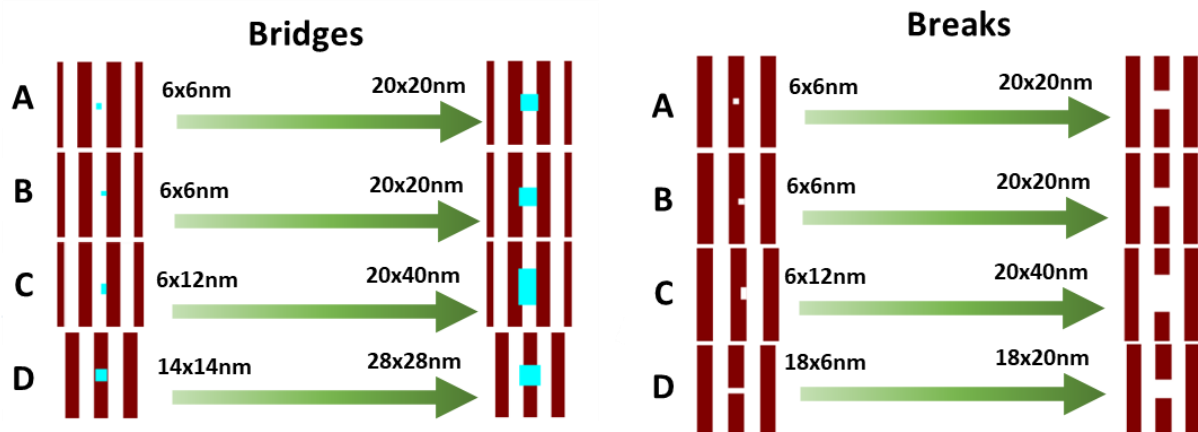 Bridges
A
6x6nm
20x20nm
B
6x6nm
20x20nm
C
6x12nm
20x40nm
D
14x14nm
28x28nm
Breaks
A
6x6nm
20x20nm
B
6x6nm
20x20nm
C
6x12nm
20x40nm
D
18x6nm
18x20nm